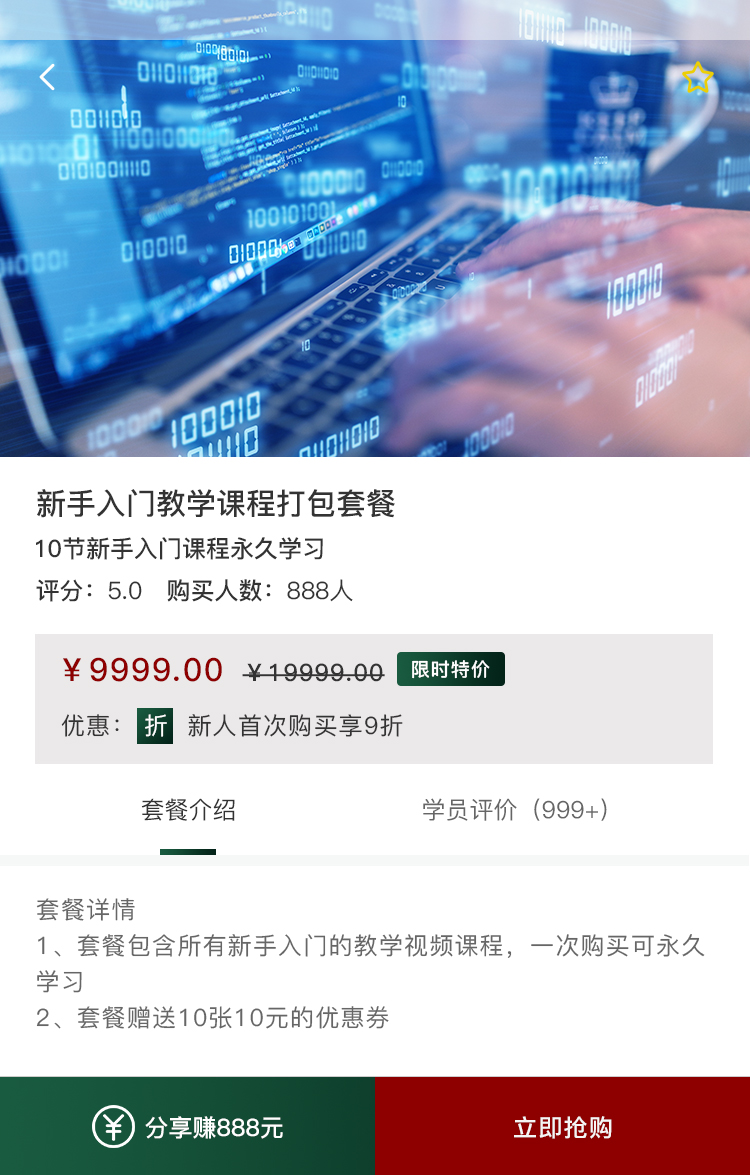 新手入门教学课程打包套餐
10节新手入门课程永久学习
评分：5.0 购买人数：888人
￥9999.00 ￥19999.00 限时特价
优惠： 折 新人首次购买享9折
套餐介绍 学员评价（999+）
套餐详情
1、套餐包含所有新手入门的教学视频课程，一次购买可永久
学习
2、套餐赠送10张10元的优惠券
分享赚888元 立即抢购